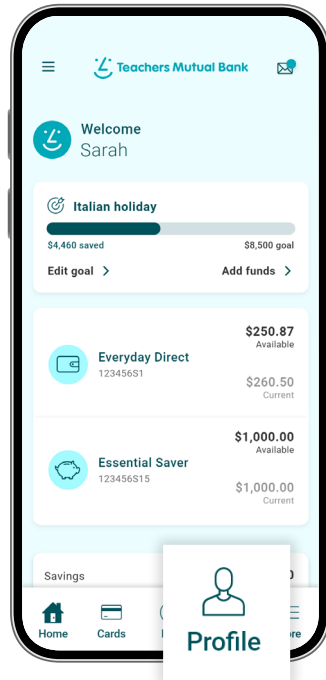 Teachers Mutual Bank
Welcome
Sarah
Italian holiday
$4,460 saved
$8,500 goal
Edit goal
Add funds
$250.87
Available
Everyday Direct
123456S1
$260.50
Current
$1,000.00
Available
Essential Saver
123456S15
$1,000.00
Current
Savings
Home
Cards
Profile